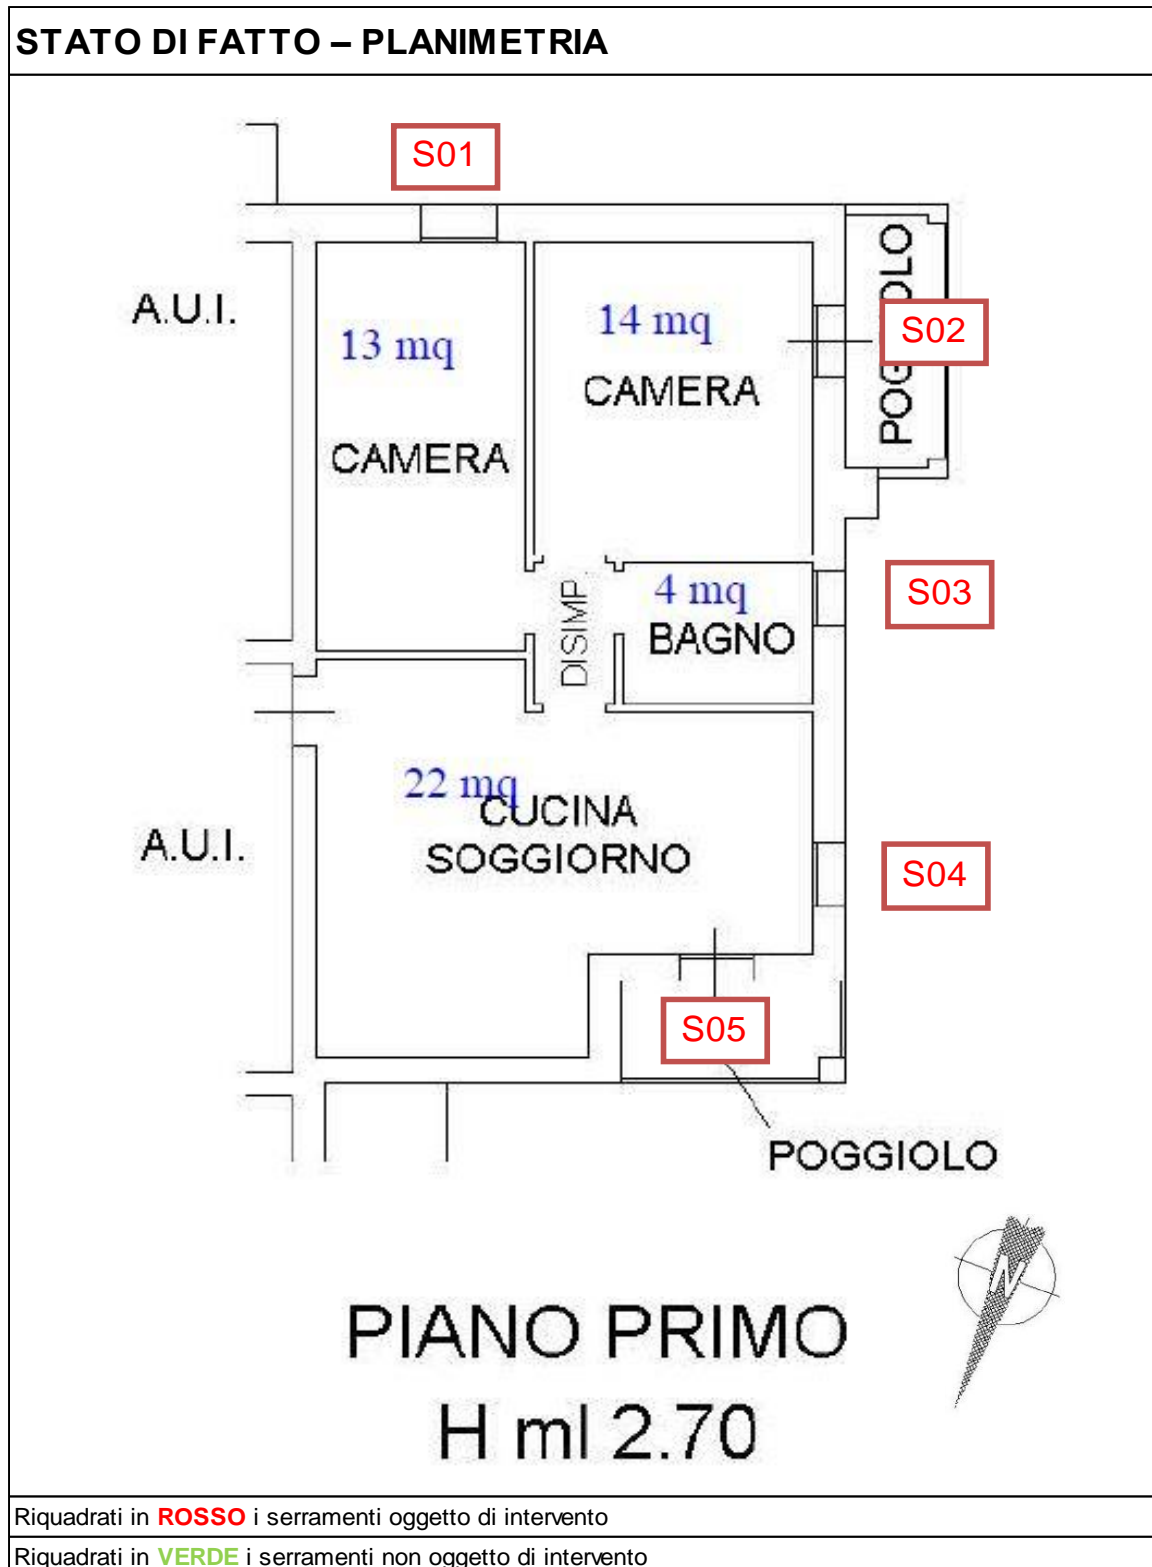 STATO DI FATTO – PLANIMETRIA
S01
A.U.I.
13 mq
CAMERA
14 mq
CAMERA
POGGIOLO
S02
DISIMP.
4 mq
BAGNO
S03
22 mq
CUCINA
SOGGIORNO
A.U.I.
S04
S05
POGGIOLO
N
PIANO PRIMO
H ml 2.70
Riquadrati in ROSSO i serramenti oggetto di intervento
Riquadrati in VERDE i serramenti non oggetto di intervento